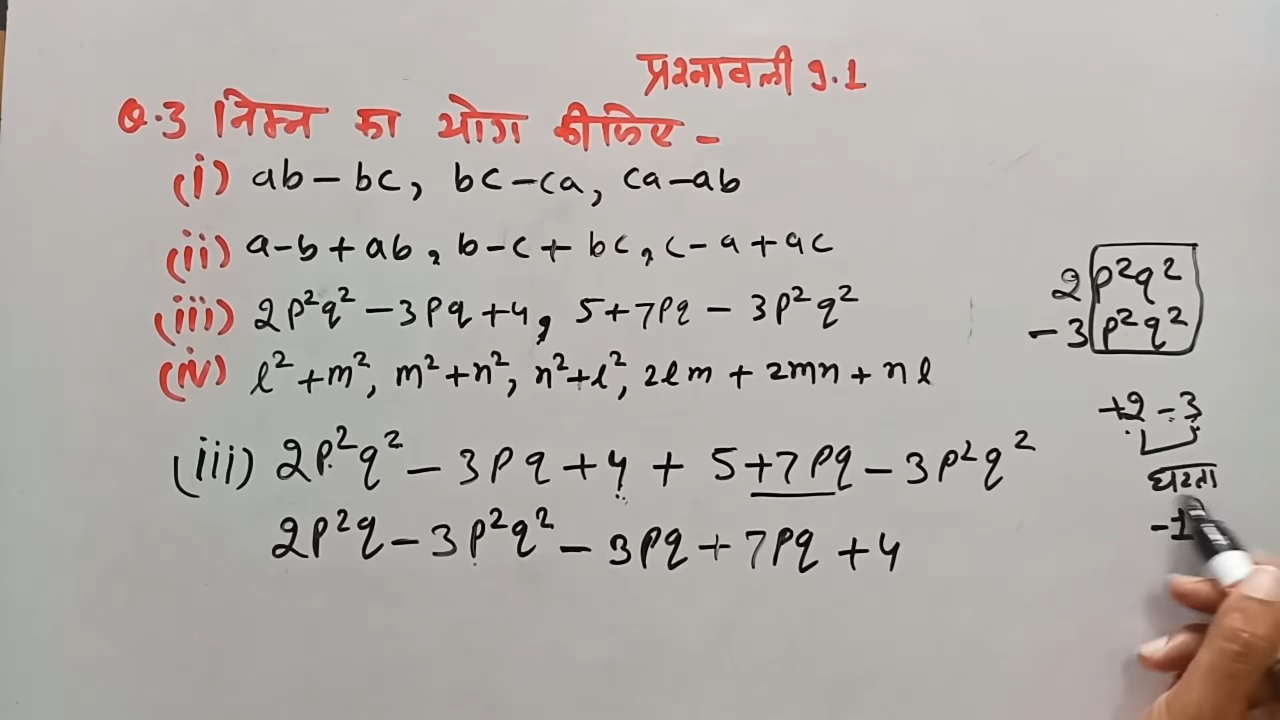 प्रश्नावली 9.1
Q.3 निम्न का योग कीजिए -
(i) ab - bc, bc - ca, ca - ab
(ii) a - b + ab, b - c + bc, c - a + ac
(iii) 2p²q² - 3pq + 4, 5 + 7pq - 3p²q²
(iv) l² + m², m² + n², n² + l², 2lm + 2mn + nl
(iii) 2p²q² - 3pq + 4 + 5 + 7pq - 3p²q²
2p²q - 3p²q² - 3pq + 7pq + 4
2p²q²
-3p²q²
+2 - 3
घटता
-1